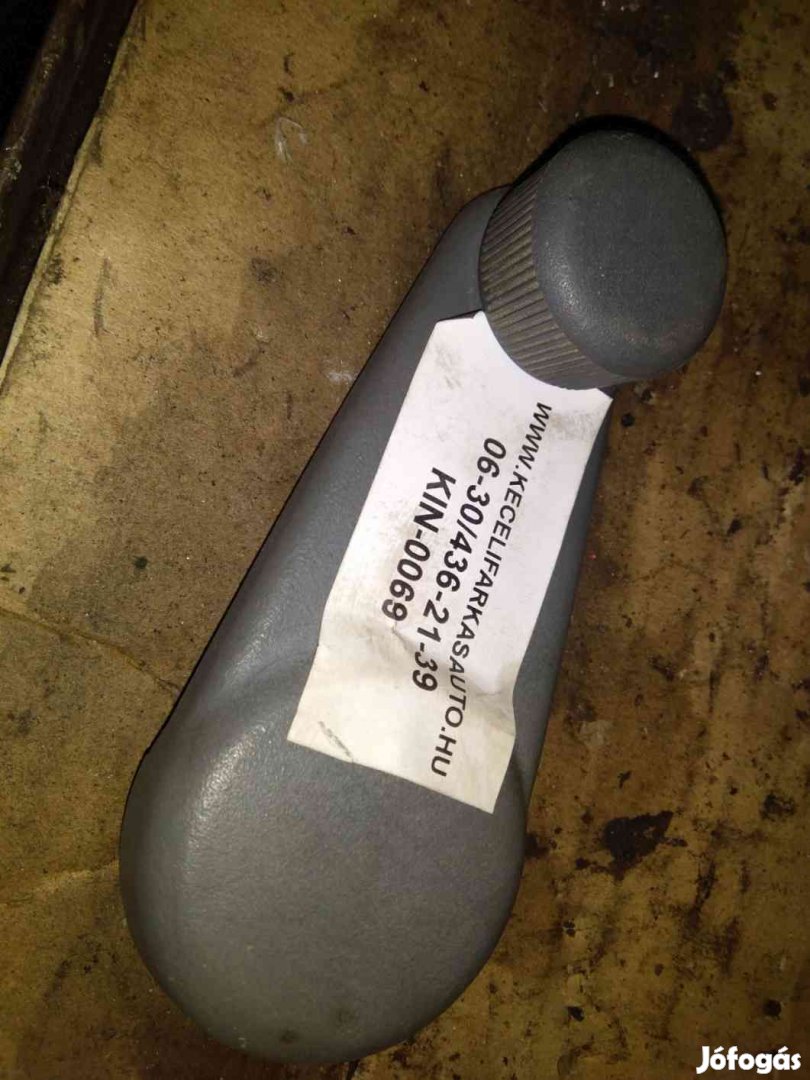 WWW.KECELIFARKASAUTO.HU
06-30/436-21-39
KIN-0069
Jófogás